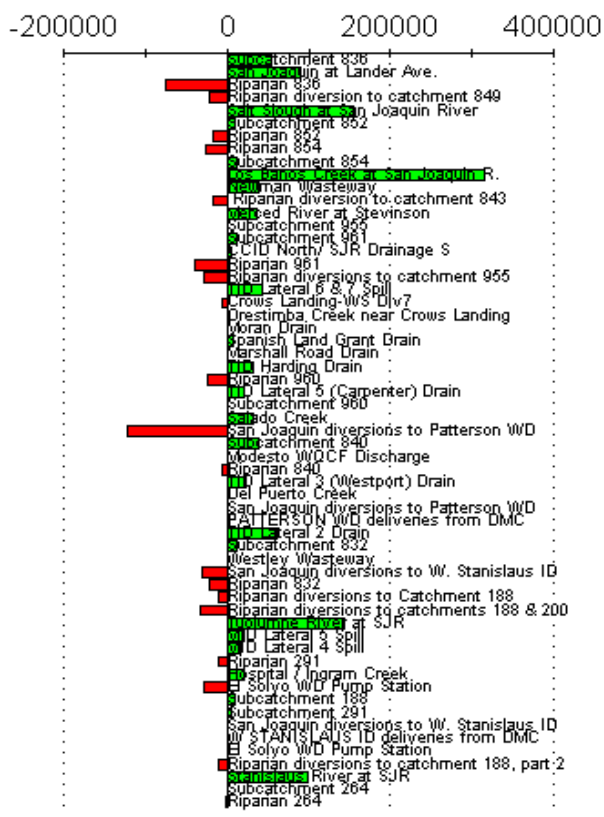 -200000 0 200000 400000
Subcatchment 836
San Joaquin at Lander Ave.
Riparian 836
Riparian diversion to catchment 849
Salt Slough at San Joaquin River
Subcatchment 852
Riparian 852
Riparian 854
Subcatchment 854
Los Banos Creek at San Joaquin R.
Newman Wasteway
Riparian diversion to catchment 843
Merced River at Stevinson
Subcatchment 955
Subcatchment 961
CCID North/ SJR Drainage S
Riparian 961
Riparian diversions to catchment 955
TID Lateral 6 & 7 Spill
Crows Landing-WS Div7
Orestimba Creek near Crows Landing
Moran Drain
Spanish Land Grant Drain
Marshall Road Drain
TID Harding Drain
Riparian 960
TID Lateral 5 (Carpenter) Drain
Subcatchment 960
Salado Creek
San Joaquin diversions to Patterson WD
Subcatchment 840
Modesto WQCF Discharge
Riparian 840
TID Lateral 3 (Westport) Drain
Del Puerto Creek
San Joaquin diversions to Patterson WD
PATTERSON WD deliveries from DMC
TID Lateral 2 Drain
Subcatchment 832
Westley Wasteway
San Joaquin diversions to W. Stanislaus ID
Riparian 832
Riparian diversions to Catchment 188
Riparian diversions to catchments 188 & 200
Tuolumne River at SJR
MID Lateral 5 Spill
MID Lateral 4 Spill
Riparian 291
Hospital / Ingram Creek
El Solyo WD Pump Station
Subcatchment 188
Subcatchment 291
San Joaquin diversions to W. Stanislaus ID
W STANISLAUS ID deliveries from DMC
El Solyo WD Pump Station
Riparian diversions to catchment 188, part 2
Stanislaus River at SJR
Subcatchment 264
Riparian 264